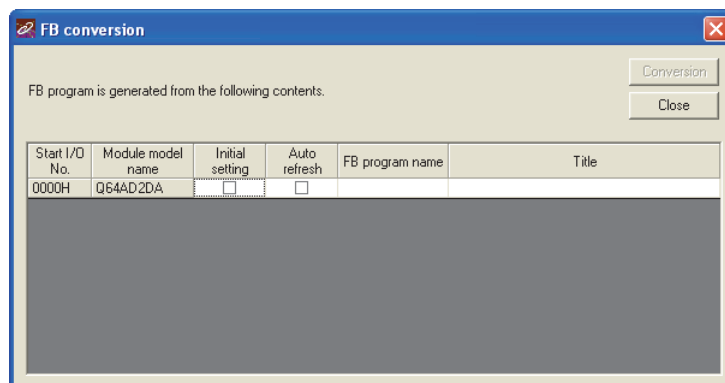 FB conversion
Conversion
FB program is generated from the following contents.
Close
Start I/O No. Module model name Initial setting Auto refresh FB program name Title
0000H Q64AD2DA